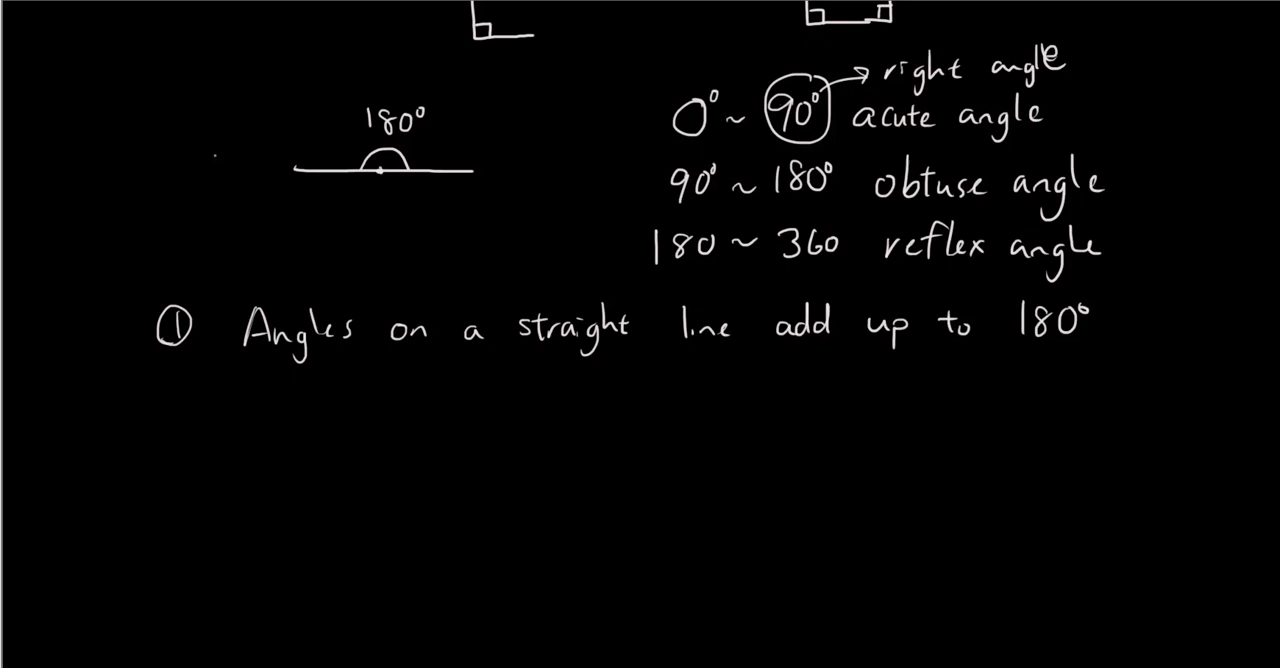 right angle
180°
0° ~ 90° acute angle
90° ~ 180° obtuse angle
180 ~ 360 reflex angle
① Angles on a straight line add up to 180°